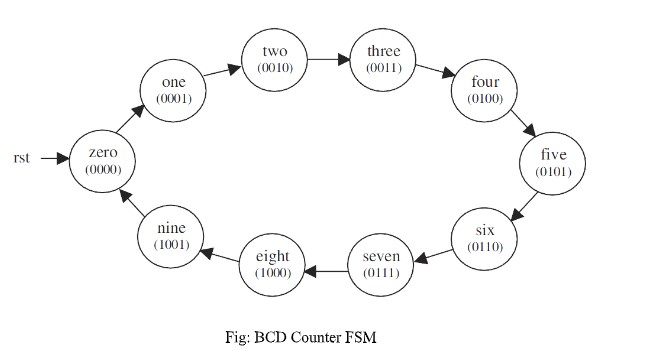 two
(0010)
three
(0011)
one
(0001)
four
(0100)
rst
zero
(0000)
five
(0101)
nine
(1001)
six
(0110)
eight
(1000)
seven
(0111)
Fig: BCD Counter FSM